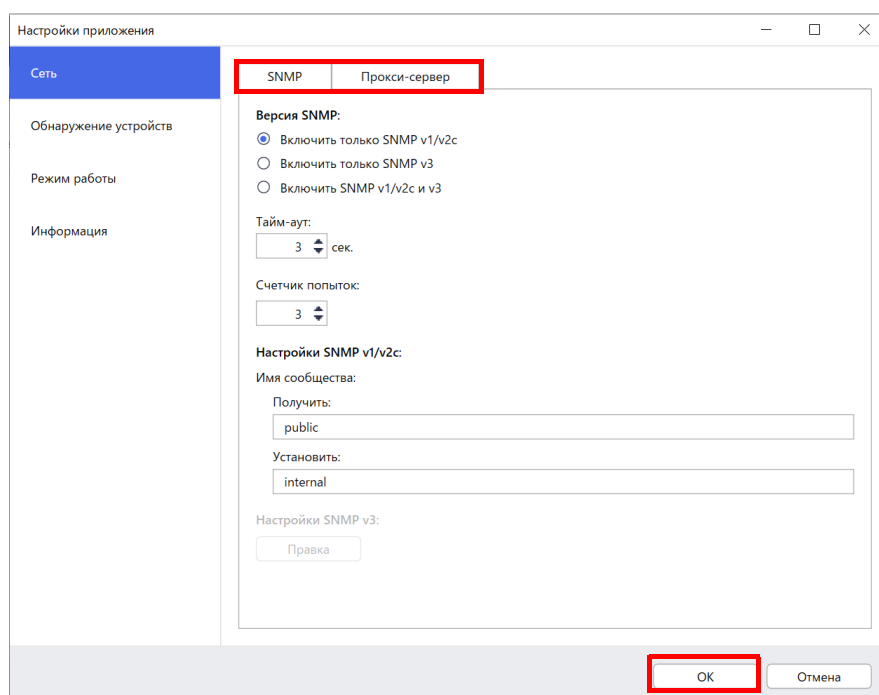 Настройки приложения
Сеть
Обнаружение устройств
Режим работы
Информация
SNMP Прокси-сервер
Версия SNMP:
Включить только SNMP v1/v2c
Включить только SNMP v3
Включить SNMP v1/v2c и v3
Тайм-аут:
3 сек.
Счетчик попыток:
3
Настройки SNMP v1/v2c:
Имя сообщества:
Получить:
public
Установить:
internal
Настройки SNMP v3:
Правка
OK Отмена